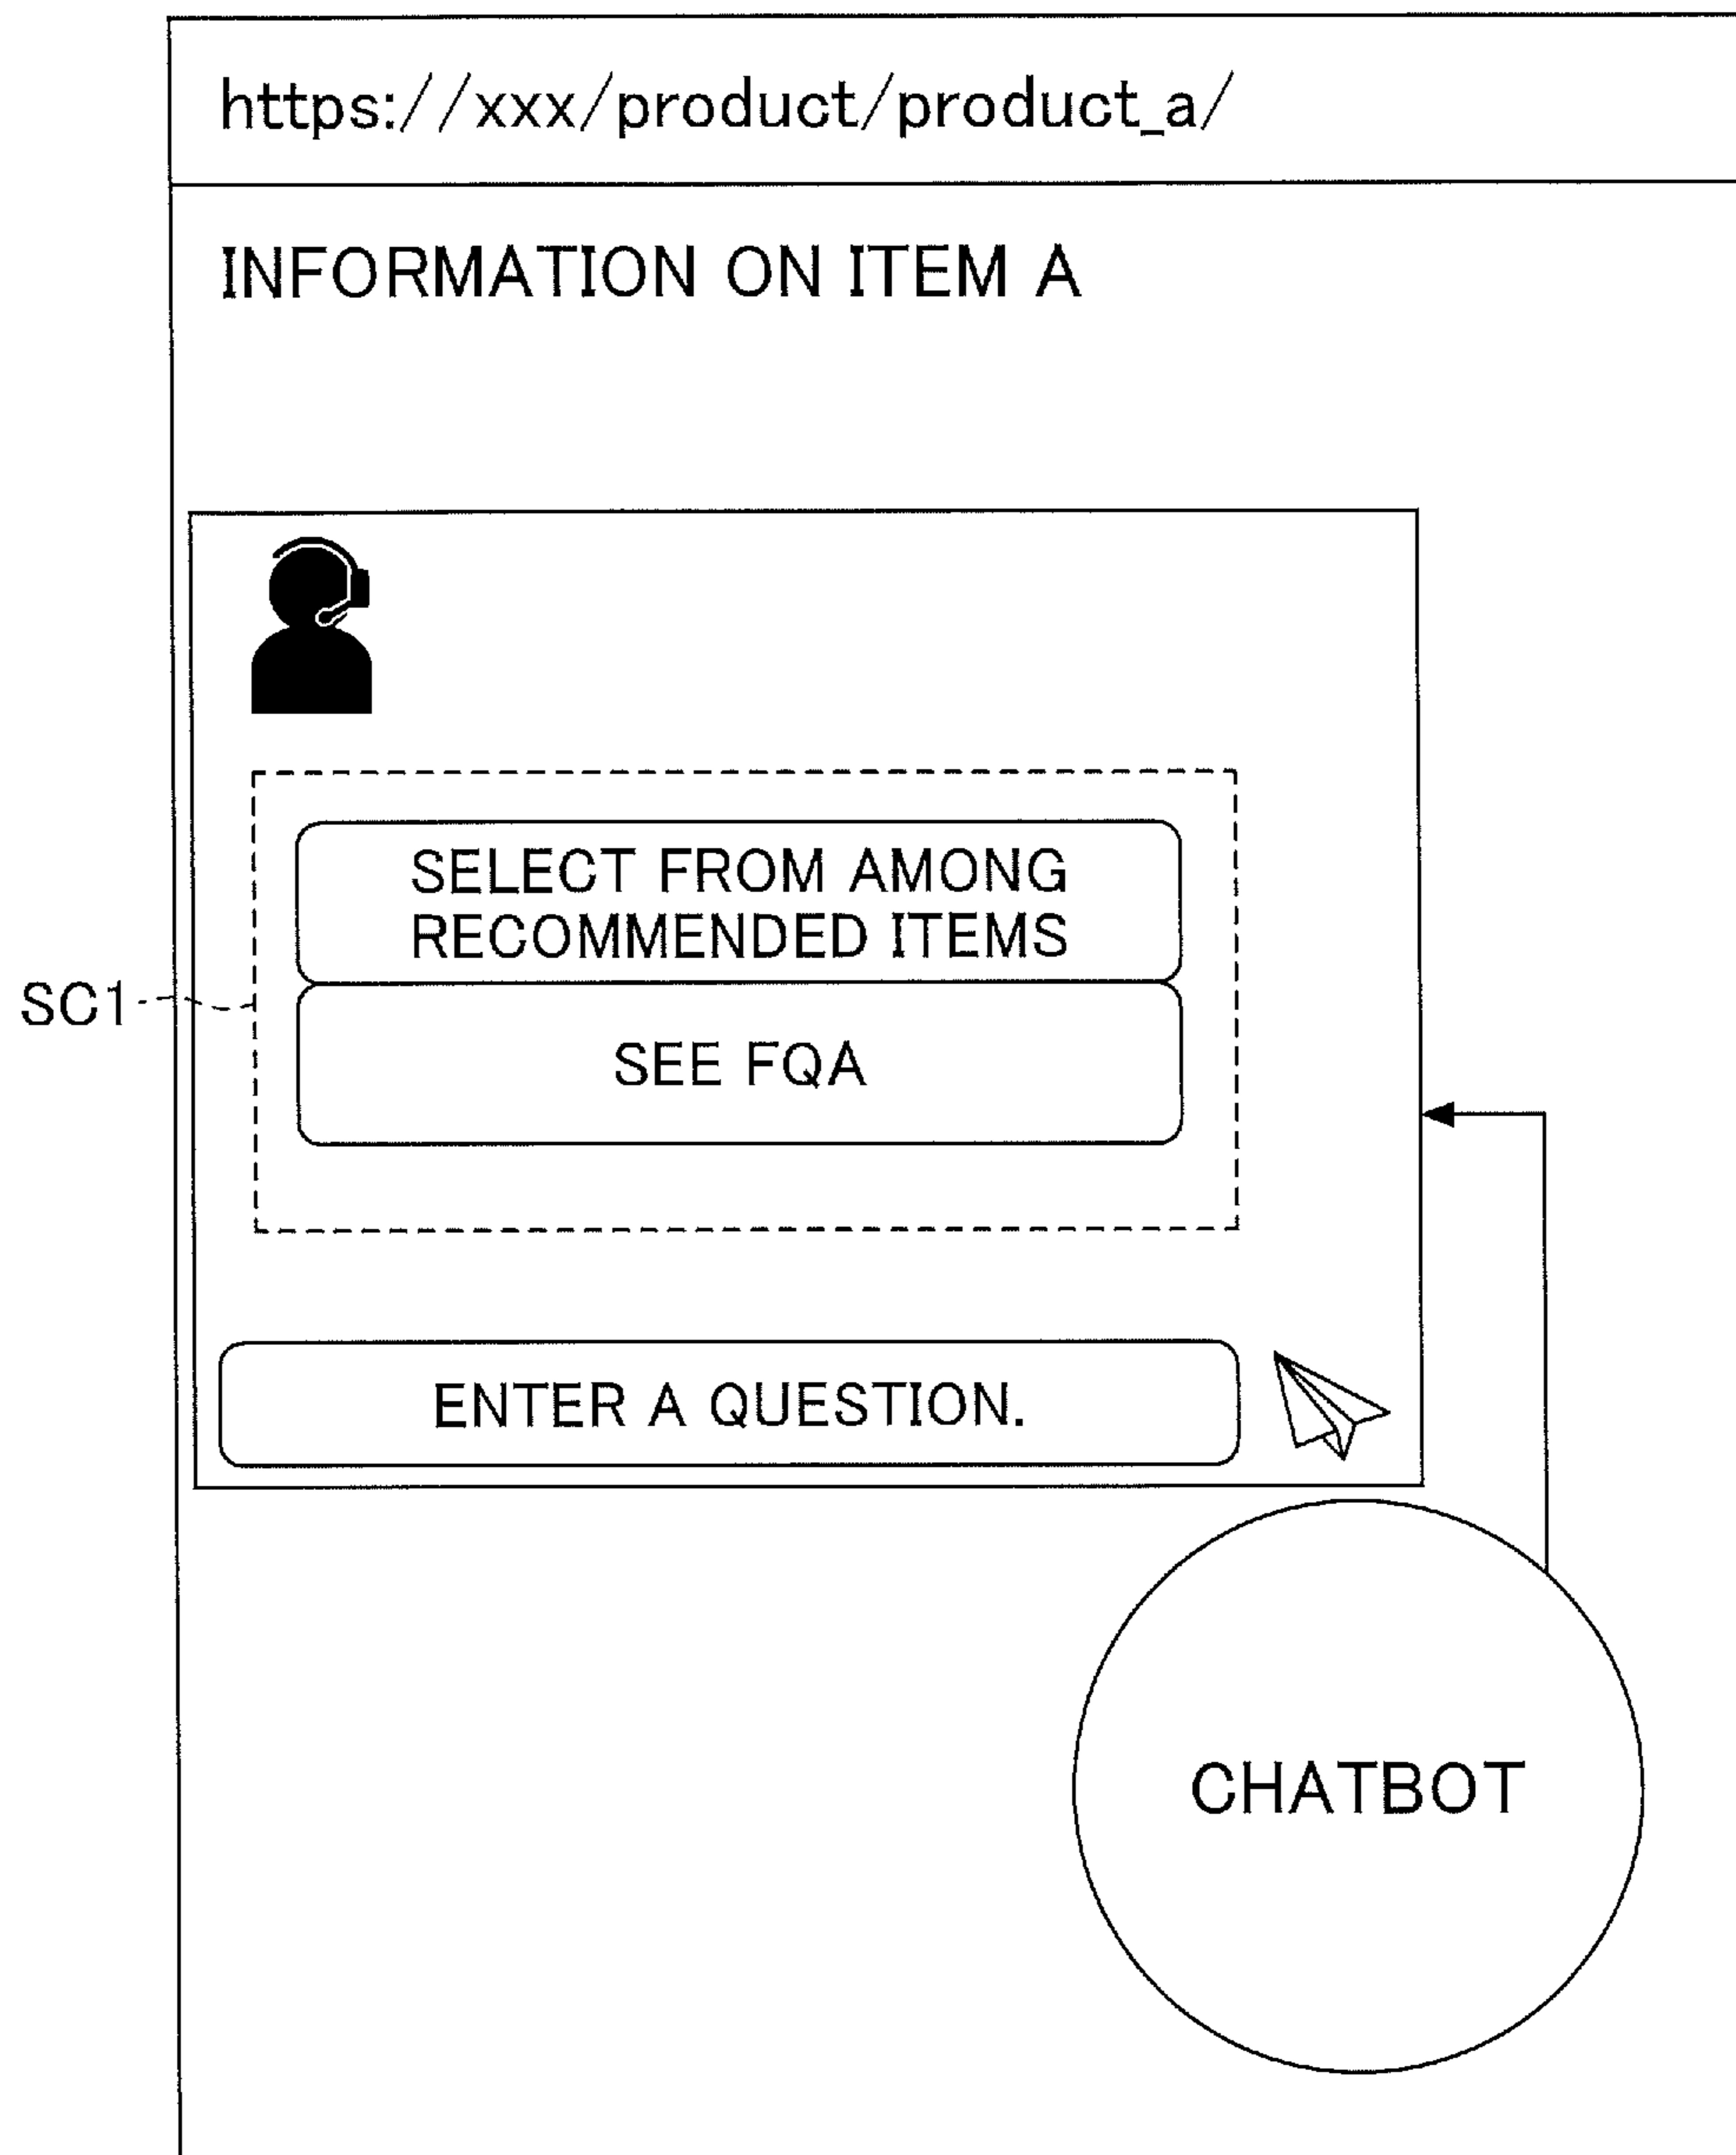 https://xxx/product/product_a/
INFORMATION ON ITEM A
SELECT FROM AMONG
RECOMMENDED ITEMS
SC1
SEE FQA
ENTER A QUESTION.
CHATBOT